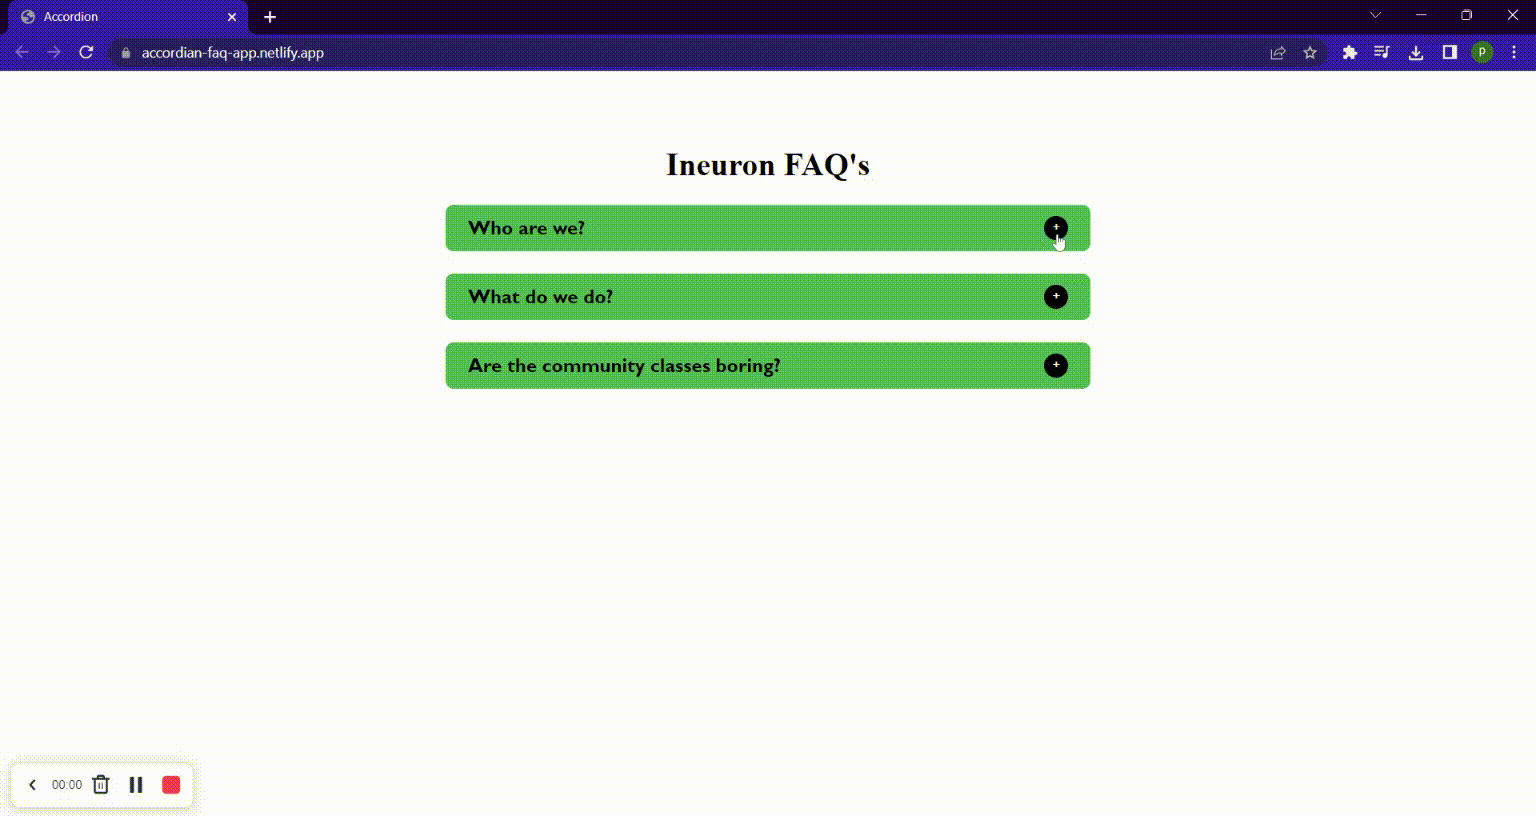 Accordion
accordian-faq-app.netlify.app
P
Ineuron FAQ's
Who are we?
+
What do we do?
+
Are the community classes boring?
+
00:00